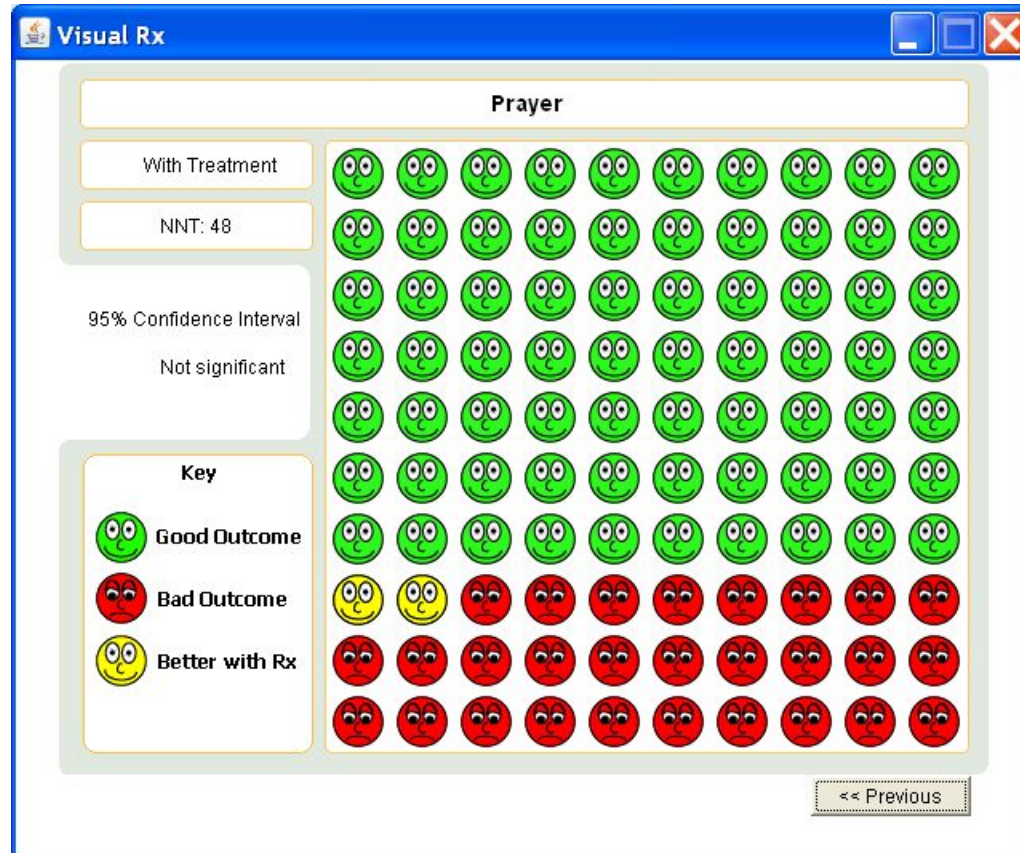 Visual Rx
Prayer
With Treatment
NNT: 48
95% Confidence Interval
Not significant
Key
Good Outcome
Bad Outcome
Better with Rx
<< Previous